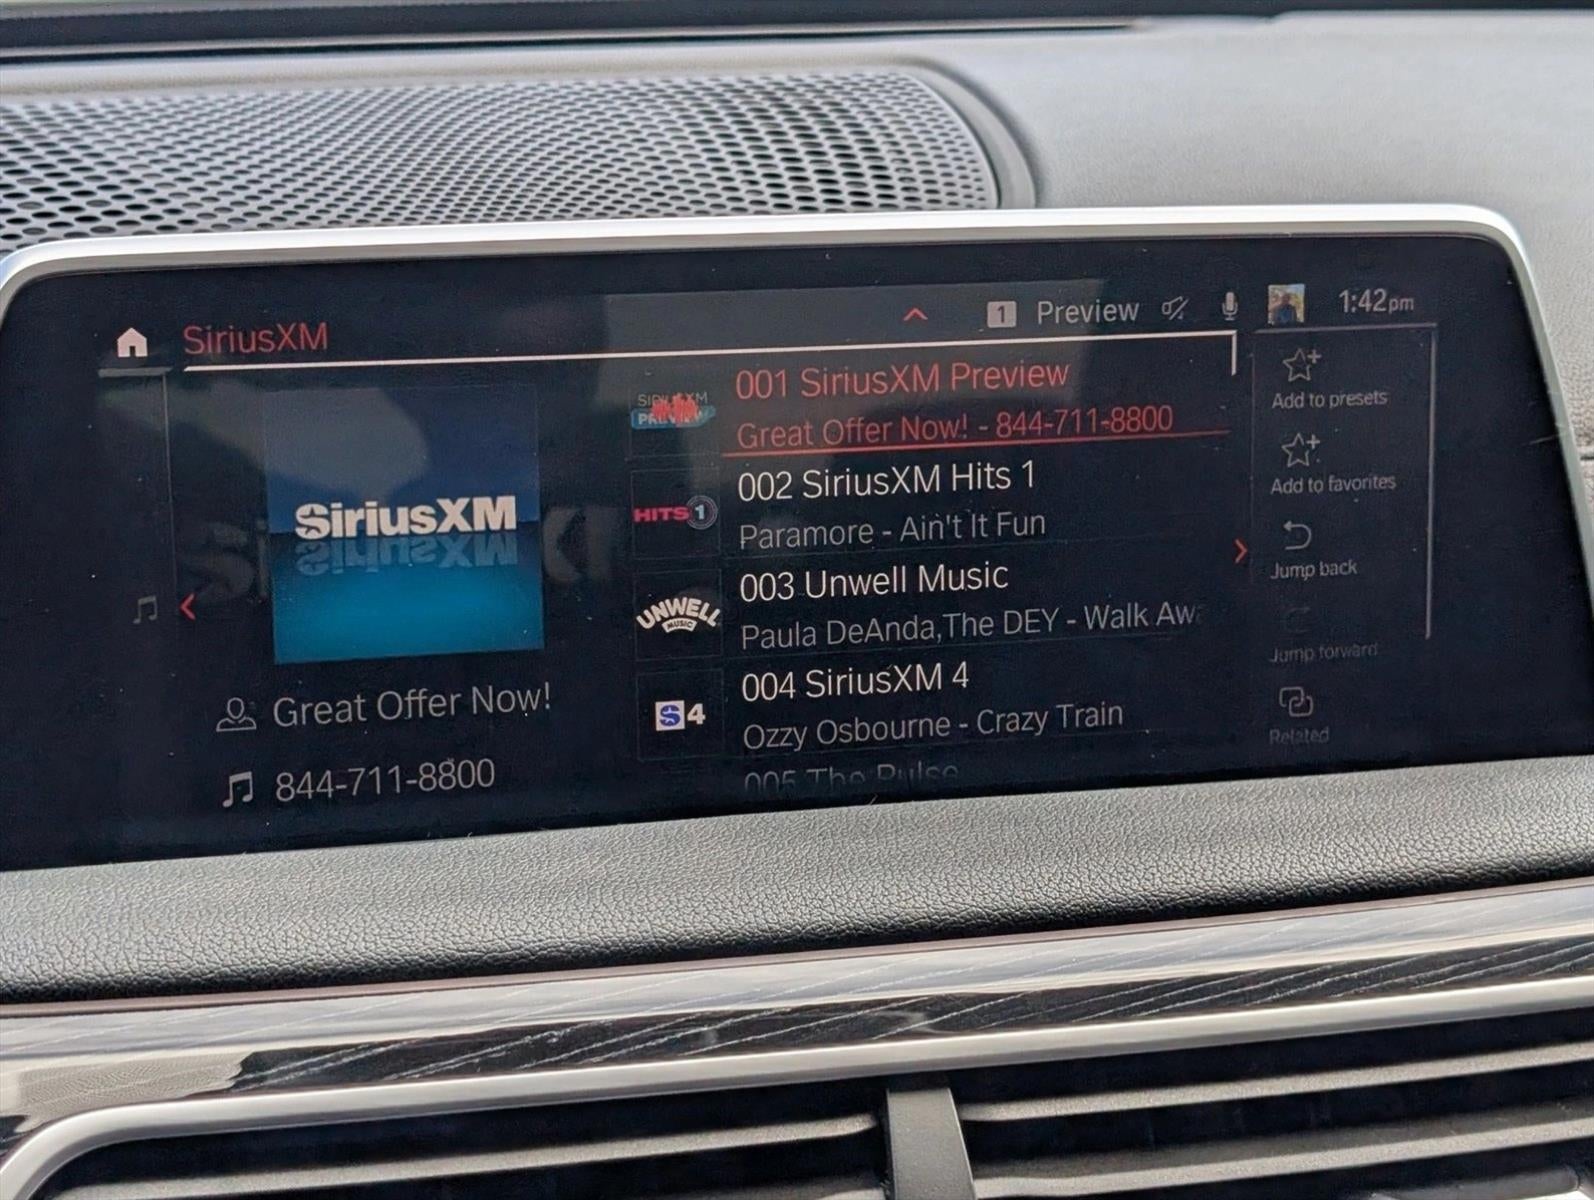 SiriusXM
1 Preview
1:42pm
SiriusXM
Great Offer Now!
844-711-8800
SIRIUSXM
PREVIEW
001 SiriusXM Preview
Great Offer Now! - 844-711-8800
HITS 1
002 SiriusXM Hits 1
Paramore - Ain't It Fun
UNWELL
MUSIC
003 Unwell Music
Paula DeAnda,The DEY - Walk Aw
S 4
004 SiriusXM 4
Ozzy Osbourne - Crazy Train
005 The Pulse
Add to presets
Add to favorites
Jump back
Jump forward
Related